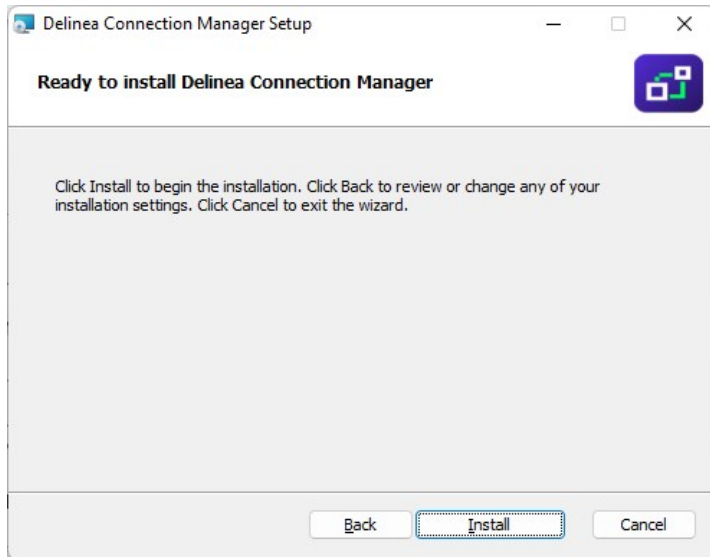 Delinea Connection Manager Setup
Ready to install Delinea Connection Manager
Click Install to begin the installation. Click Back to review or change any of your
installation settings. Click Cancel to exit the wizard.
Back Install Cancel